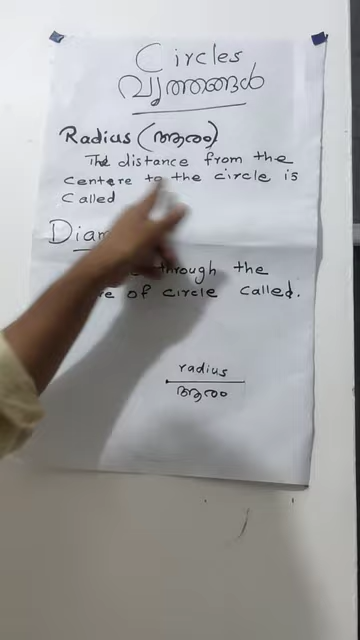 Circles
വൃത്തങ്ങൾ
Radius (ആരം)
The distance from the
centere to the circle is
Called
Diam
through the
of circle called.
radius
ആരം